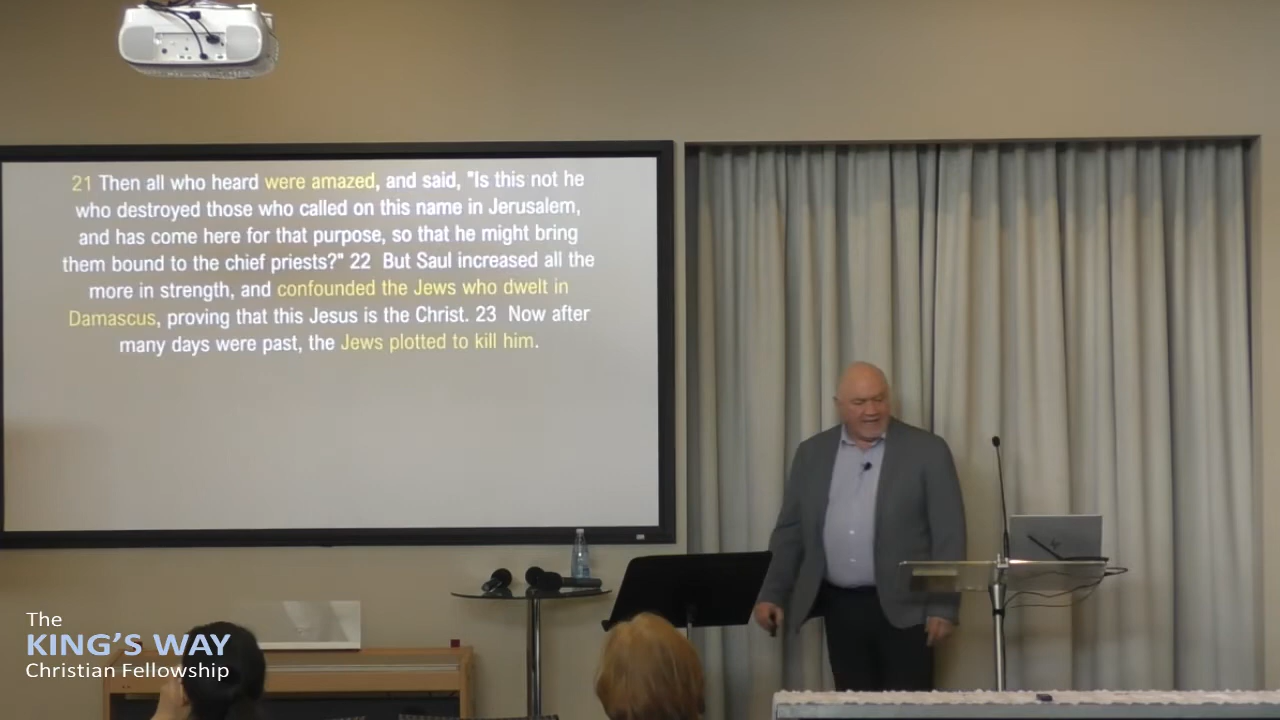 21 Then all who heard were amazed, and said, "Is this not he
who destroyed those who called on this name in Jerusalem,
and has come here for that purpose, so that he might bring
them bound to the chief priests?" 22 But Saul increased all the
more in strength, and confounded the Jews who dwelt in
Damascus, proving that this Jesus is the Christ. 23 Now after
many days were past, the Jews plotted to kill him.
The
KING'S WAY
Christian Fellowship